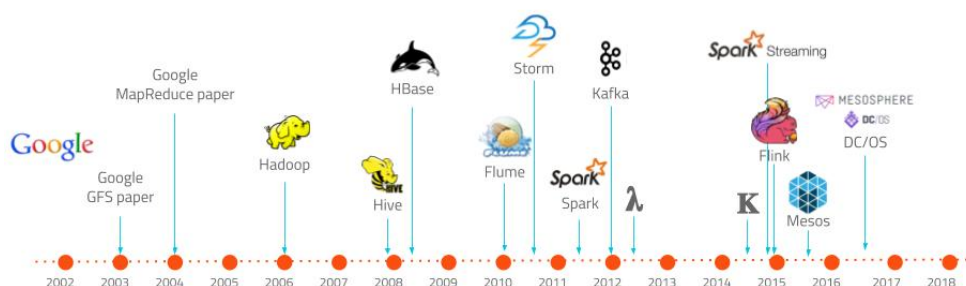 Google
Google
GFS paper
Google
MapReduce paper
Hadoop
HIVE
Hive
HBase
Flume
Storm
Spark
Spark
Kafka
λ
K
Spark Streaming
Flink
Mesos
MESOSPHERE
DC/OS
DC/OS
2002 2003 2004 2005 2006 2007 2008 2009 2010 2011 2012 2013 2014 2015 2016 2017 2018